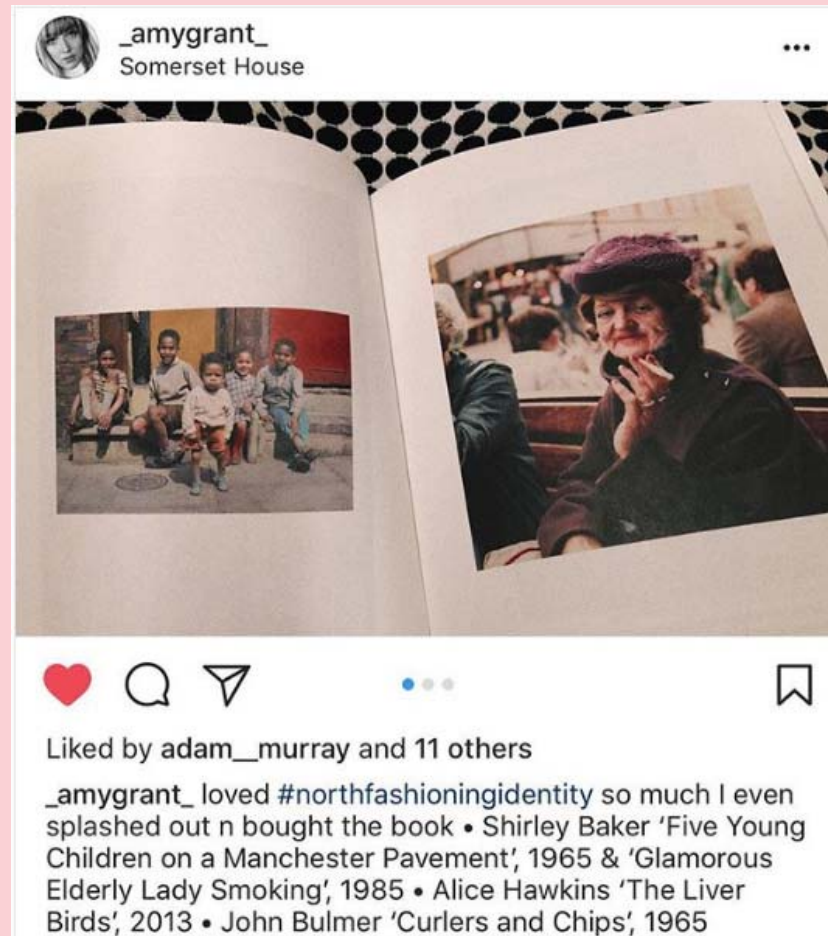 _amygrant_
Somerset House
Liked by adam__murray and 11 others
_amygrant_ loved #northfashioningidentity so much I even
splashed out n bought the book • Shirley Baker ‘Five Young
Children on a Manchester Pavement’, 1965 & ‘Glamorous
Elderly Lady Smoking’, 1985 • Alice Hawkins ‘The Liver
Birds’, 2013 • John Bulmer ‘Curlers and Chips’, 1965